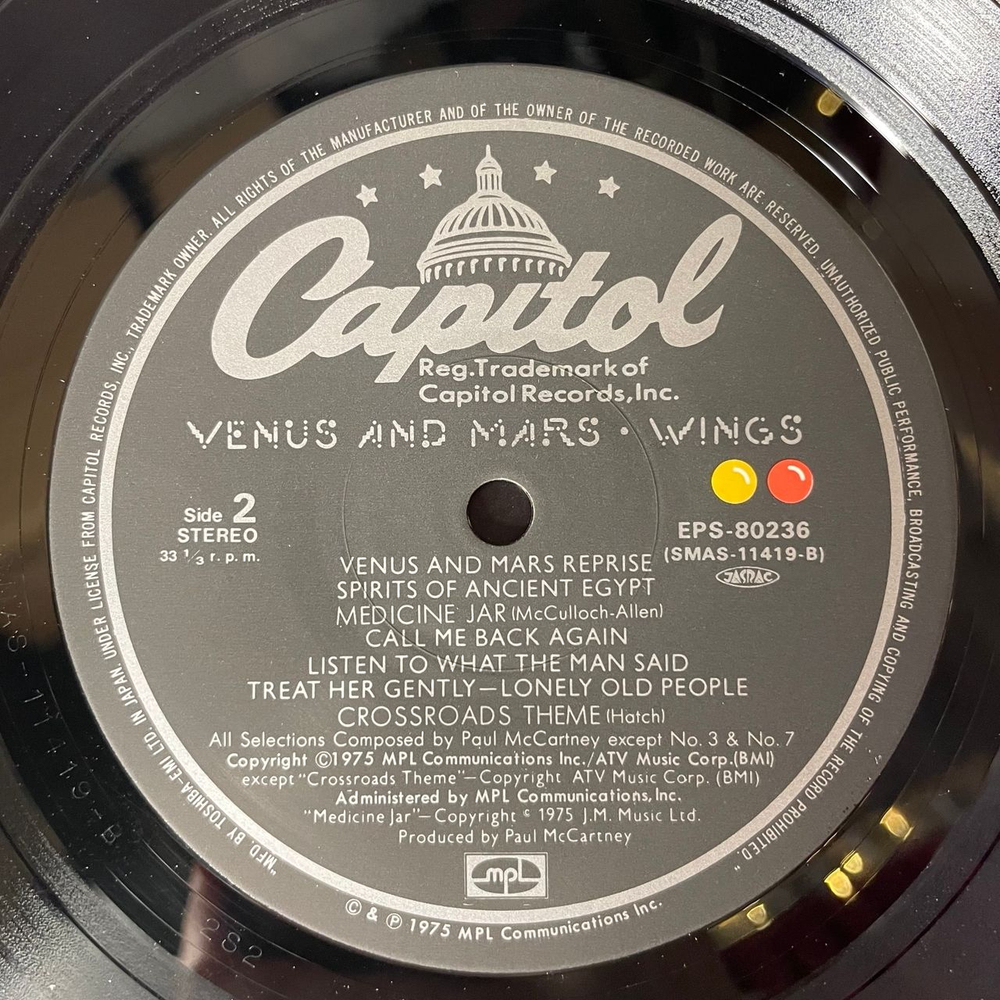 "MFD. BY TOSHIBA-EMI LTD. IN JAPAN. UNDER LICENSE FROM CAPITOL RECORDS, INC., TRADEMARK OWNER. ALL RIGHTS OF THE MANUFACTURER AND OF THE OWNER OF THE RECORDED WORK ARE RESERVED. UNAUTHORIZED PUBLIC PERFORMANCE, BROADCASTING AND COPYING OF THE RECORD PROHIBITED."
Capitol
Reg.Trademark of
Capitol Records,Inc.
VENUS AND MARS • WINGS
Side 2
STEREO
33 1/3 r. p. m.
EPS-80236
(SMAS-11419-B)
JASRAC
VENUS AND MARS REPRISE
SPIRITS OF ANCIENT EGYPT
MEDICINE JAR (McCulloch-Allen)
CALL ME BACK AGAIN
LISTEN TO WHAT THE MAN SAID
TREAT HER GENTLY—LONELY OLD PEOPLE
CROSSROADS THEME (Hatch)
All Selections Composed by Paul McCartney except No. 3 & No. 7
Copyright ©1975 MPL Communications Inc./ATV Music Corp.(BMI)
except "Crossroads Theme"—Copyright ATV Music Corp. (BMI)
Administered by MPL Communications, Inc.
"Medicine Jar"—Copyright © 1975 J.M. Music Ltd.
Produced by Paul McCartney
mpl
© & ℗ 1975 MPL Communications Inc.
AS-11419-B
2S2